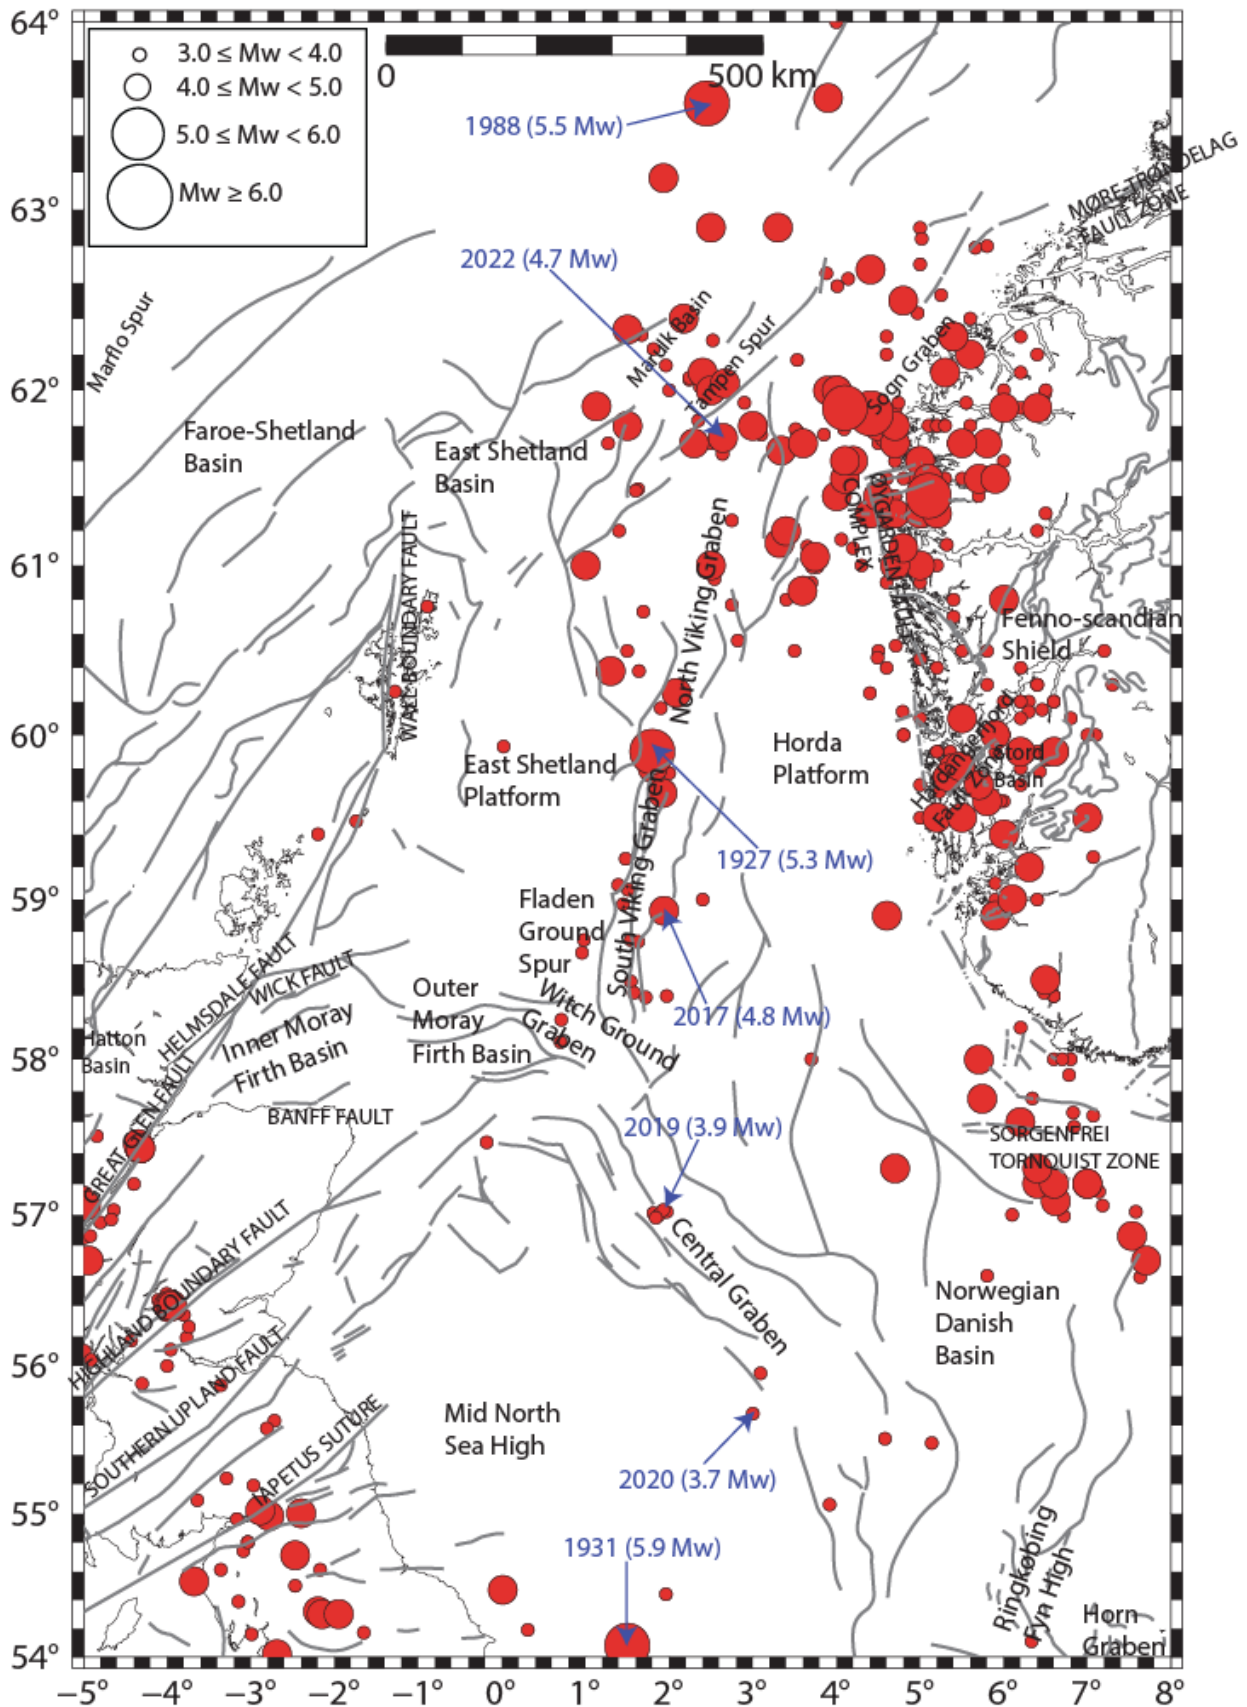 64°
3.0 ≤ Mw < 4.0
4.0 ≤ Mw < 5.0
5.0 ≤ Mw < 6.0
Mw ≥ 6.0
0
500 km
1988 (5.5 Mw)
MØRE-TRØNDELAG
FAULT ZONE
63°
2022 (4.7 Mw)
Marflo Spur
Marulk Basin
Tampen Spur
Sogn Graben
62°
Faroe-Shetland
Basin
East Shetland
Basin
ØYGARDEN FAULT
COMPLEX
61°
WALL BOUNDARY FAULT
North Viking Graben
Fenno-scandian
Shield
60°
East Shetland
Platform
Horda
Platform
Hardangerfjord
Fault Zone
Stord
Basin
1927 (5.3 Mw)
59°
Fladen
Ground
Spur
South Viking Graben
HELMSDALE FAULT
WICK FAULT
Outer
Moray
Firth Basin
Witch Ground
Graben
2017 (4.8 Mw)
Hatton
Basin
Inner Moray
Firth Basin
58°
GREAT GLEN FAULT
BANFF FAULT
2019 (3.9 Mw)
SORGENFREI
TORNQUIST ZONE
57°
HIGHLAND BOUNDARY FAULT
Central Graben
Norwegian
Danish
Basin
56°
SOUTHERN UPLAND FAULT
IAPETUS SUTURE
Mid North
Sea High
2020 (3.7 Mw)
55°
1931 (5.9 Mw)
Ringkobing
Fyn High
Horn
Graben
54°
−5°
−4°
−3°
−2°
−1°
0°
1°
2°
3°
4°
5°
6°
7°
8°